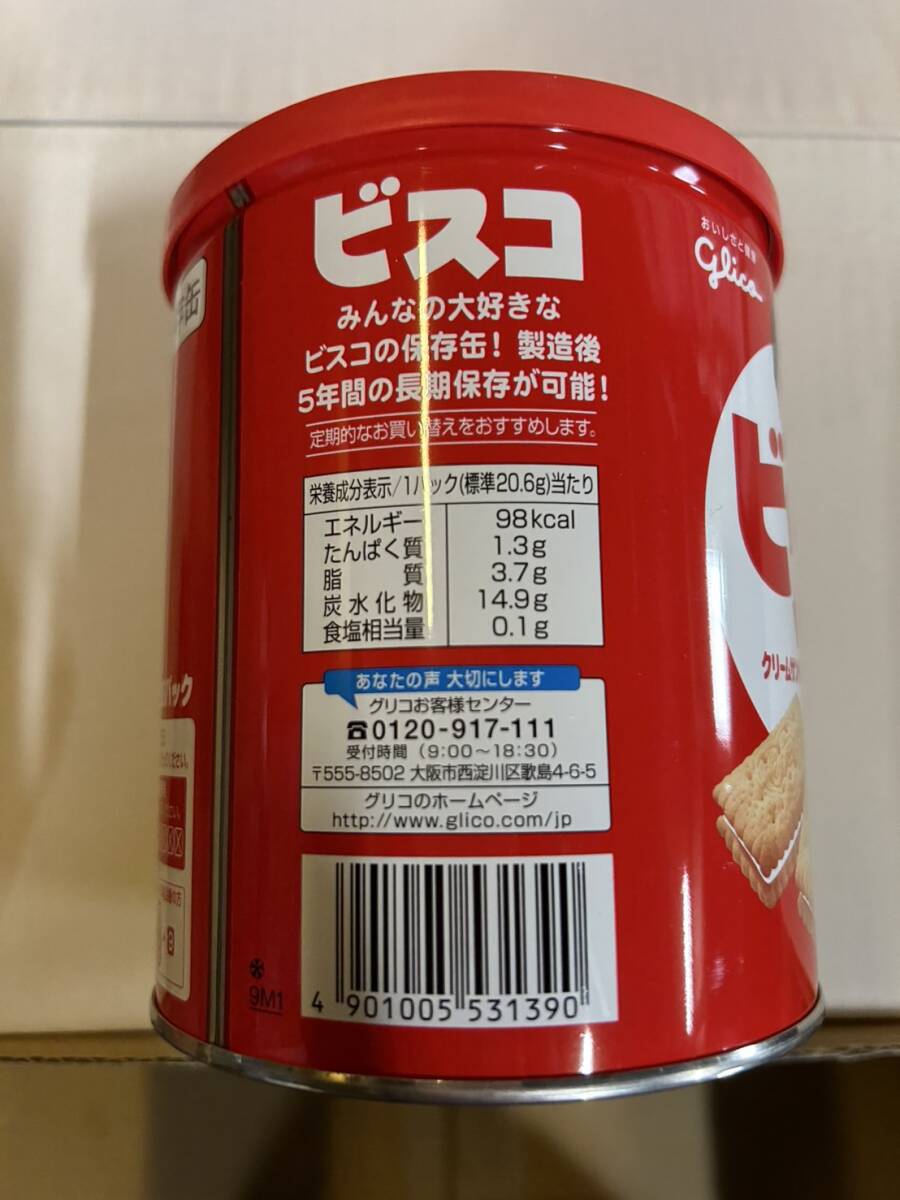 ビスコ
みんなの大好きな
ビスコの保存缶！製造後
5年間の長期保存が可能！
定期的なお買い替えをおすすめします。
栄養成分表示/1パック(標準20.6g)当たり
エネルギー 98kcal
たんぱく質 1.3g
脂質 3.7g
炭水化物 14.9g
食塩相当量 0.1g
あなたの声 大切にします
グリコお客様センター
☎0120-917-111
受付時間（9:00～18:30）
〒555-8502 大阪市西淀川区歌島4-6-5
グリコのホームページ
http://www.glico.com/jp
9M1
4 901005 531390
おいしさと健康
glico
ビ
クリームサン
缶
パック
ください。